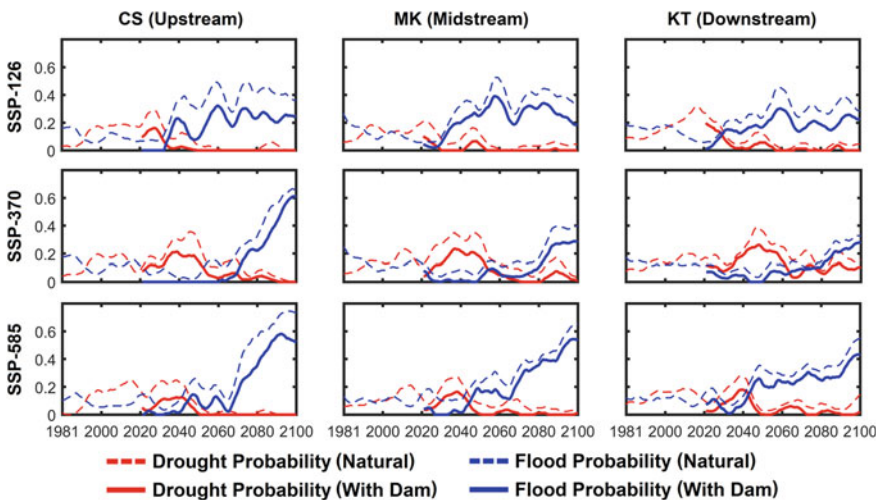 CS (Upstream) MK (Midstream) KT (Downstream)
SSP-126
0.6
0.4
0.2
0
SSP-370
0.6
0.4
0.2
0
SSP-585
0.6
0.4
0.2
0
1981 2000 2020 2040 2060 2080 2100 1981 2000 2020 2040 2060 2080 2100 1981 2000 2020 2040 2060 2080 2100
Drought Probability (Natural) Flood Probability (Natural)
Drought Probability (With Dam) Flood Probability (With Dam)